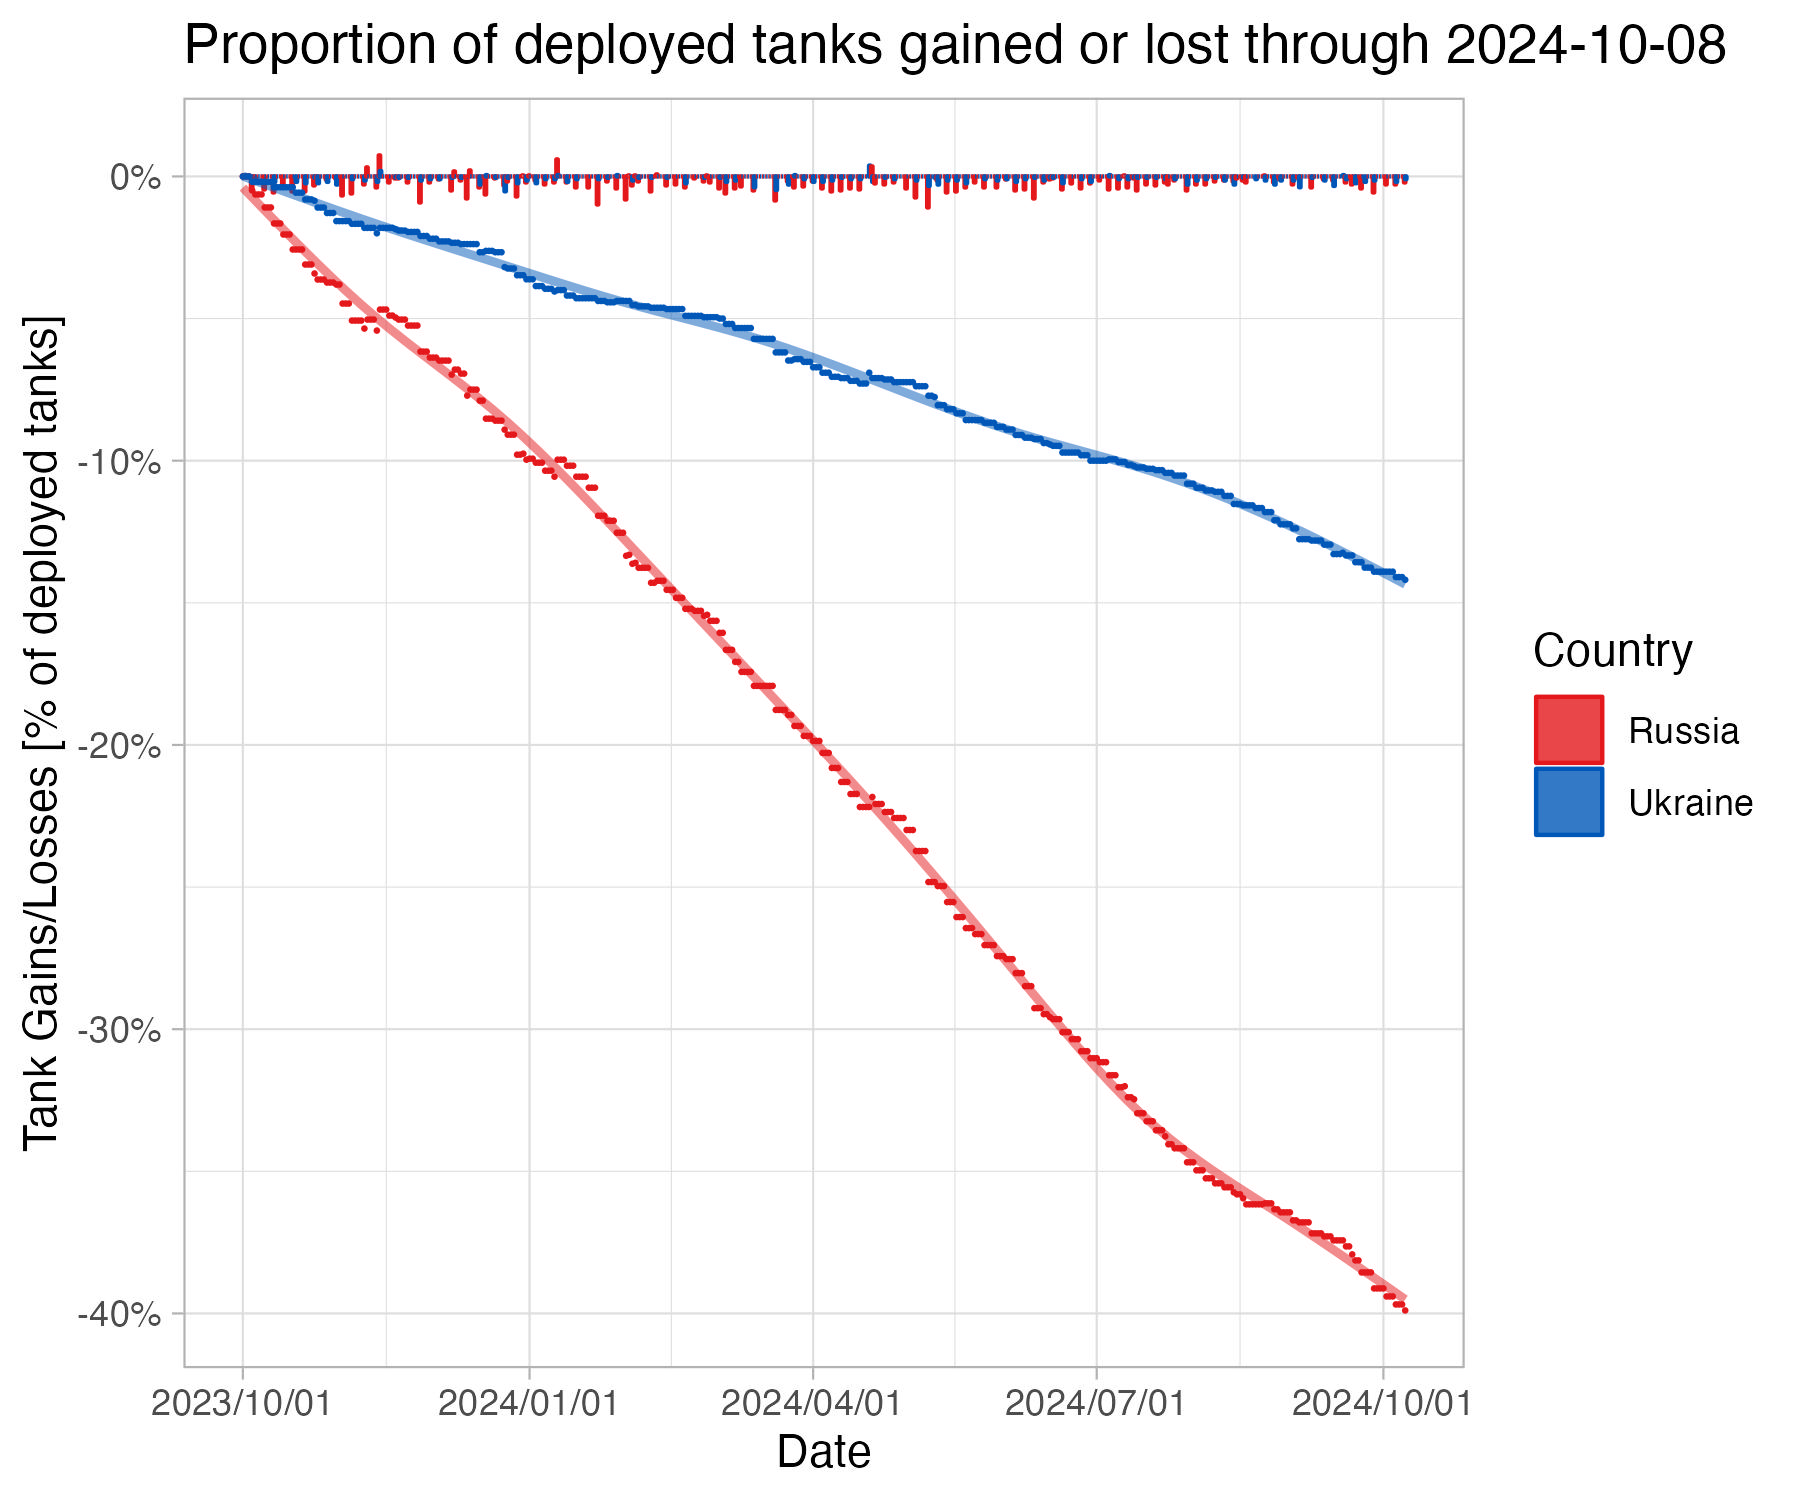 Proportion of deployed tanks gained or lost through 2024-10-08
Tank Gains/Losses [% of deployed tanks]
0%
-10%
-20%
-30%
-40%
2023/10/01
2024/01/01
2024/04/01
2024/07/01
2024/10/01
Date
Country
Russia
Ukraine